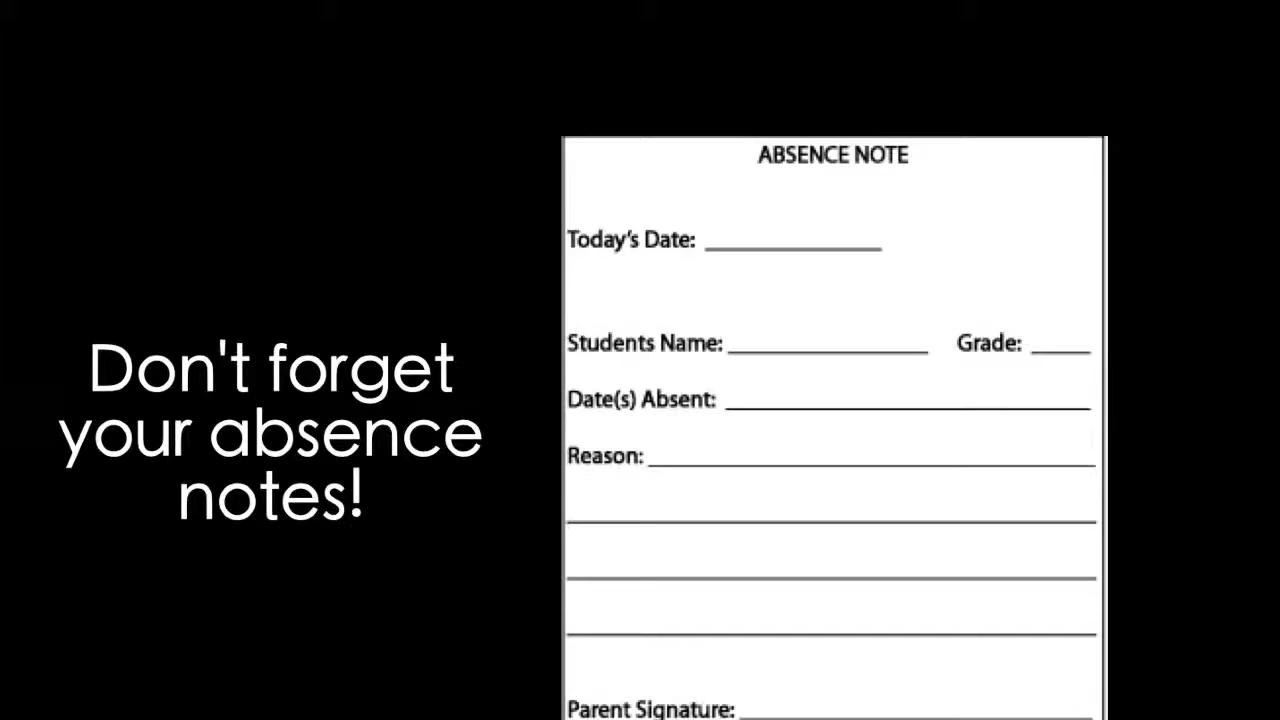 Don't forget
your absence
notes!
ABSENCE NOTE
Today's Date:
Students Name: Grade:
Date(s) Absent:
Reason:
Parent Signature: